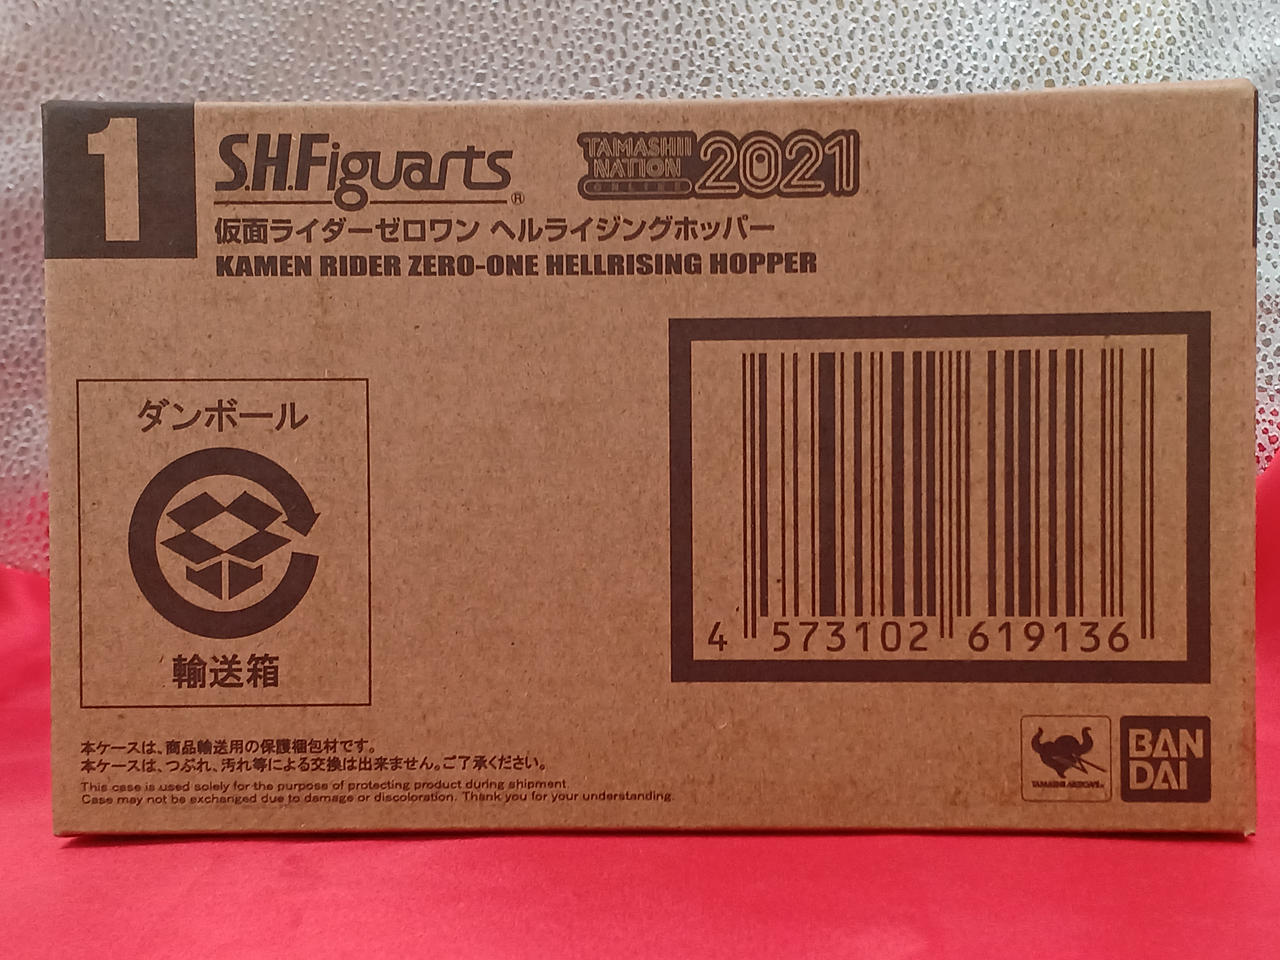 1
S.H.Figuarts®
TAMASHII NATION ONLINE 2021
仮面ライダーゼロワン ヘルライジングホッパー
KAMEN RIDER ZERO-ONE HELLRISING HOPPER
ダンボール
輸送箱
4 573102 619136
本ケースは、商品輸送用の保護梱包材です。
本ケースは、つぶれ、汚れ等による交換は出来ません。ご了承ください。
This case is used solely for the purpose of protecting product during shipment.
Case may not be exchanged due to damage or discoloration. Thank you for your understanding.
TAMASHII NATIONS
BAN
DAI